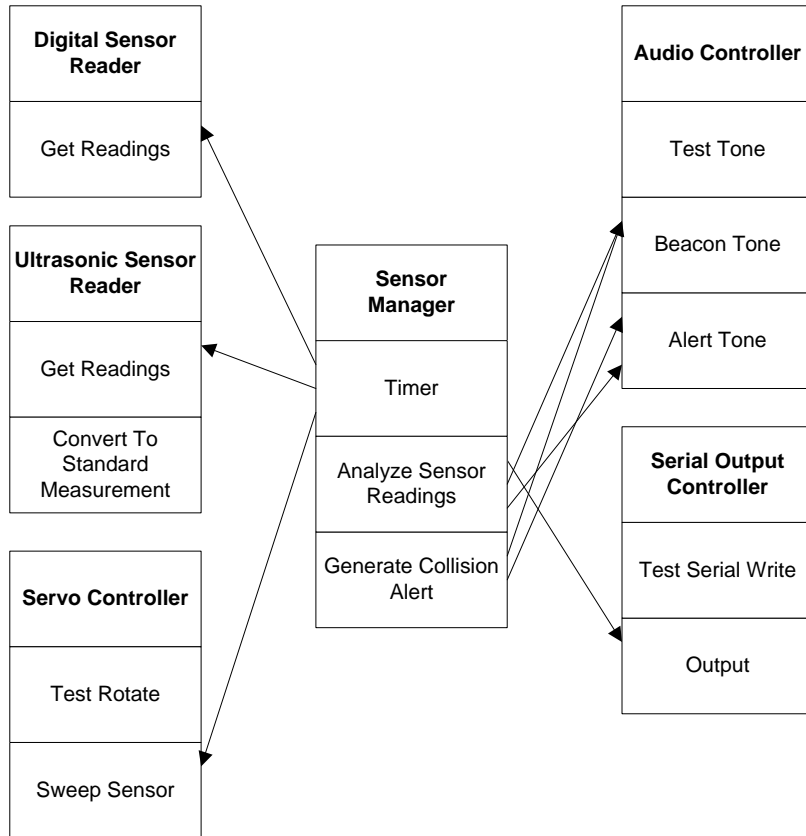 Digital Sensor
Reader
Get Readings
Ultrasonic Sensor
Reader
Get Readings
Convert To
Standard
Measurement
Servo Controller
Test Rotate
Sweep Sensor
Sensor
Manager
Timer
Analyze Sensor
Readings
Generate Collision
Alert
Audio Controller
Test Tone
Beacon Tone
Alert Tone
Serial Output
Controller
Test Serial Write
Output